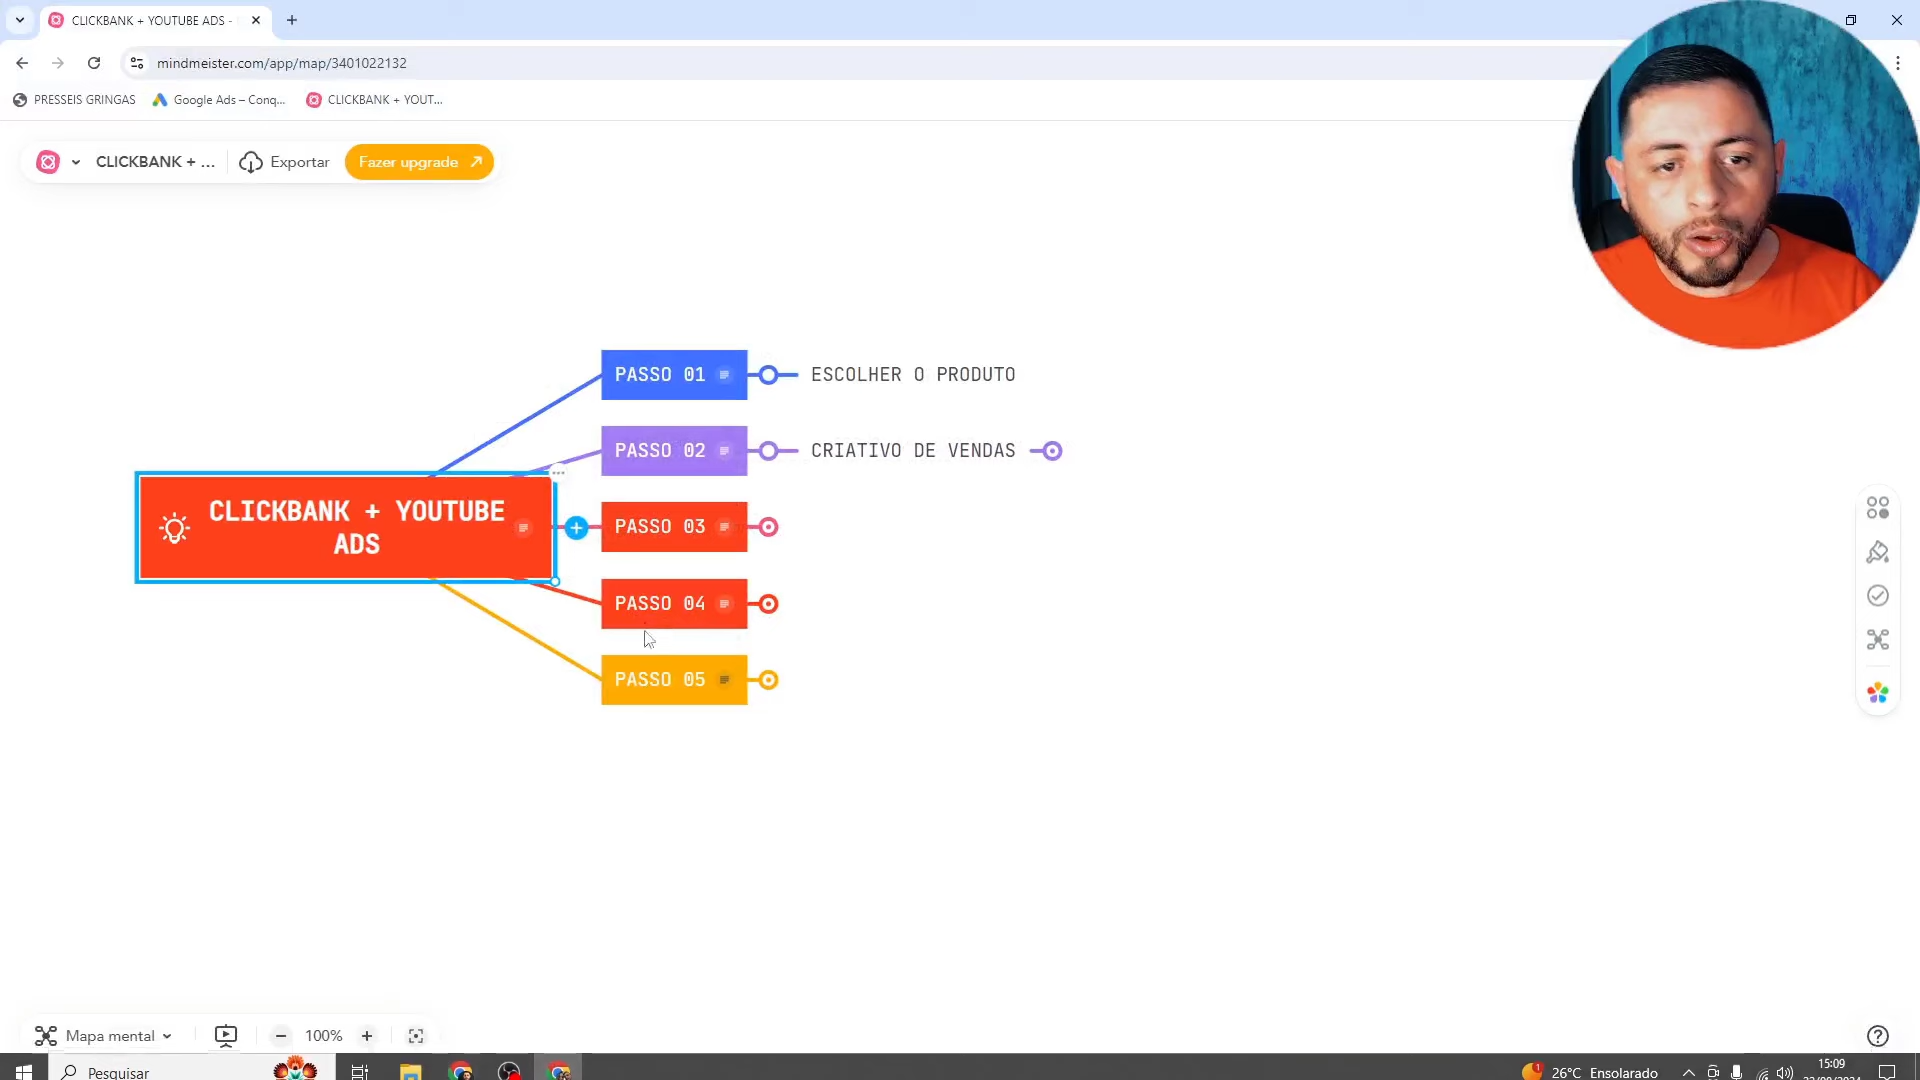 CLICKBANK + YOUTUBE ADS -
mindmeister.com/app/map/3401022132
PRESSEIS GRINGAS
Google Ads – Conq...
CLICKBANK + YOUT...
CLICKBANK + ...
Exportar
Fazer upgrade
PASSO 01
ESCOLHER O PRODUTO
PASSO 02
CRIATIVO DE VENDAS
CLICKBANK + YOUTUBE
ADS
PASSO 03
PASSO 04
PASSO 05
Mapa mental
100%
Pesquisar
1
26°C Ensolarado
15:09